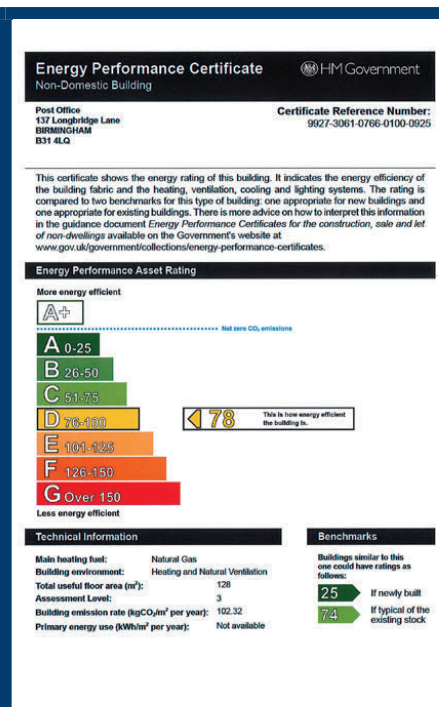 Energy Performance Certificate
HM Government
Non-Domestic Building
Post Office
137 Longbridge Lane
BIRMINGHAM
B31 4LQ
Certificate Reference Number:
9927-3061-0766-0100-0925
This certificate shows the energy rating of this building. It indicates the energy efficiency of
the building fabric and the heating, ventilation, cooling and lighting systems. The rating is
compared to two benchmarks for this type of building: one appropriate for new buildings and
one appropriate for existing buildings. There is more advice on how to interpret this information
in the guidance document Energy Performance Certificates for the construction, sale and let
of non-dwellings available on the Government's website at
www.gov.uk/government/collections/energy-performance-certificates.
Energy Performance Asset Rating
More energy efficient
A+
Net zero CO₂ emissions
A 0-25
B 26-50
C 51-75
D 76-100
78
This is how energy efficient
the building is.
E 101-125
F 126-150
G Over 150
Less energy efficient
Technical Information
Main heating fuel: Natural Gas
Building environment: Heating and Natural Ventilation
Total useful floor area (m²): 128
Assessment Level: 3
Building emission rate (kgCO₂/m² per year): 102.32
Primary energy use (kWh/m² per year): Not available
Benchmarks
Buildings similar to this
one could have ratings as
follows:
25 If newly built
74 If typical of the
existing stock